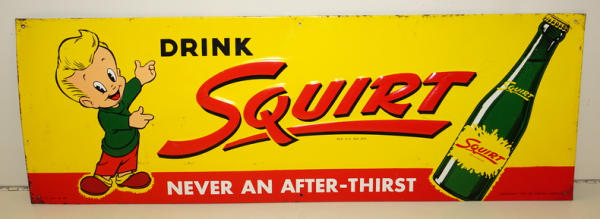 DRINK
SQUIRT
NEVER AN AFTER-THIRST
SQUIRT
SQUIRT